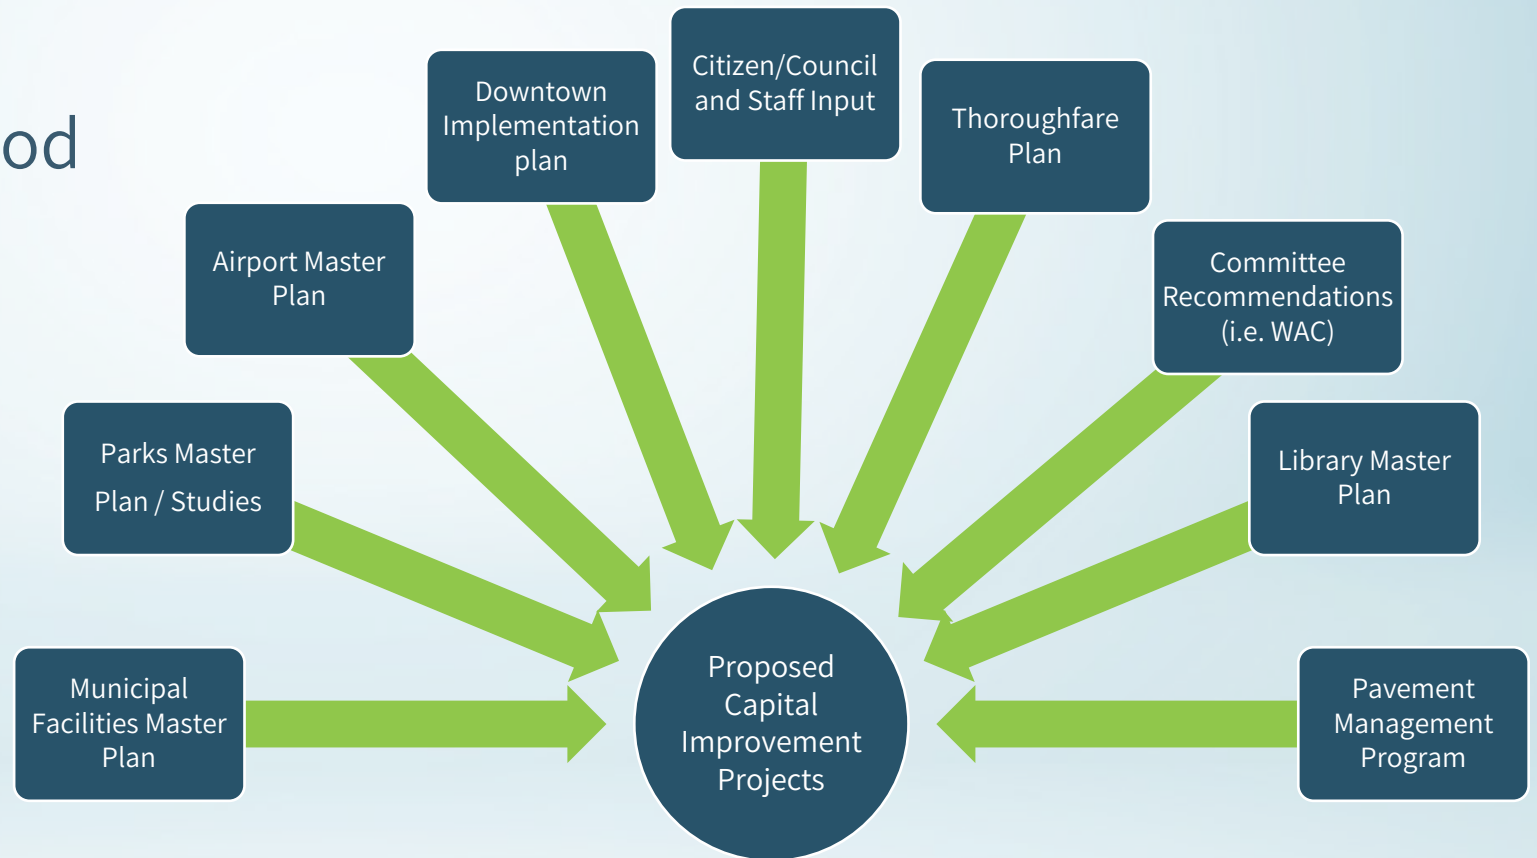 od
Citizen/Council
and Staff Input
Downtown
Implementation
plan
Thoroughfare
Plan
Airport Master
Plan
Committee
Recommendations
(i.e. WAC)
Parks Master
Plan / Studies
Library Master
Plan
Municipal
Facilities Master
Plan
Proposed
Capital
Improvement
Projects
Pavement
Management
Program